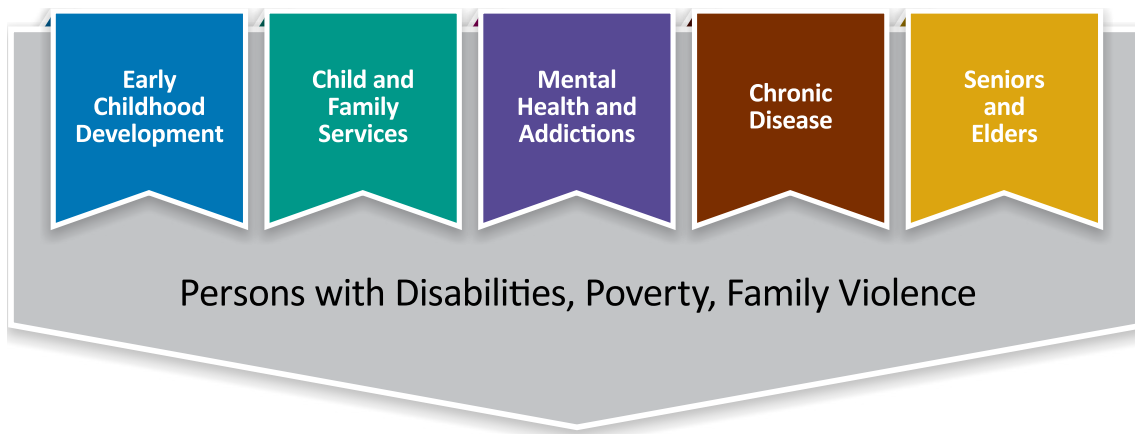 Early
Childhood
Development
Child and
Family
Services
Mental
Health and
Addictions
Chronic
Disease
Seniors
and
Elders
Persons with Disabilities, Poverty, Family Violence